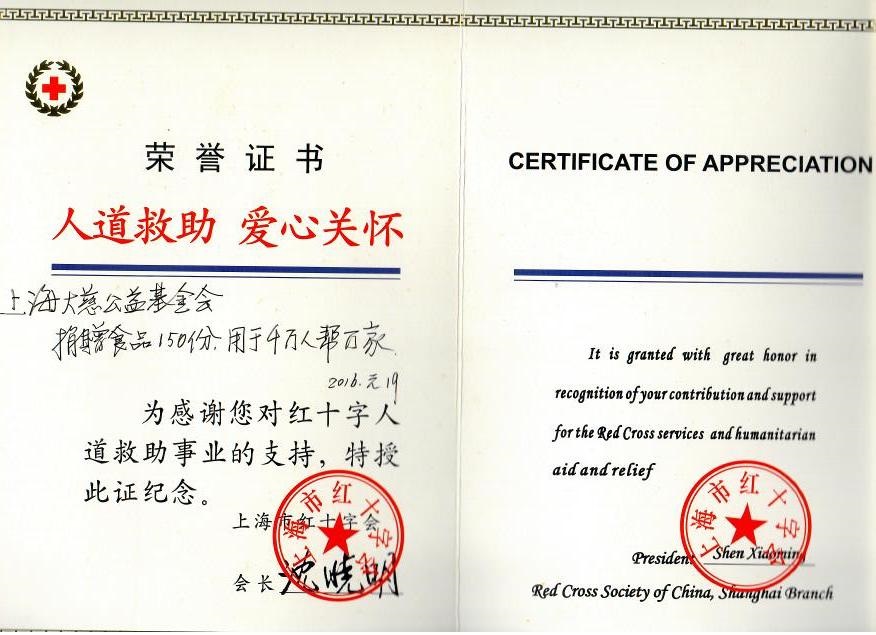 荣誉证书
人道救助 爱心关怀
上海大慈公益基金会
捐赠食品150份.用于千万人帮万家.
2016.元19
为感谢您对红十字人
道救助事业的支持，特授
此证纪念。
上海市红十字会
会长 沈晓明
上海市红十字会
CERTIFICATE OF APPRECIATION
It is granted with great honor in
recognition of your contribution and support
for the Red Cross services and humanitarian
aid and relief
President Shen Xiaoming
Red Cross Society of China, Shanghai Branch
上海市红十字会